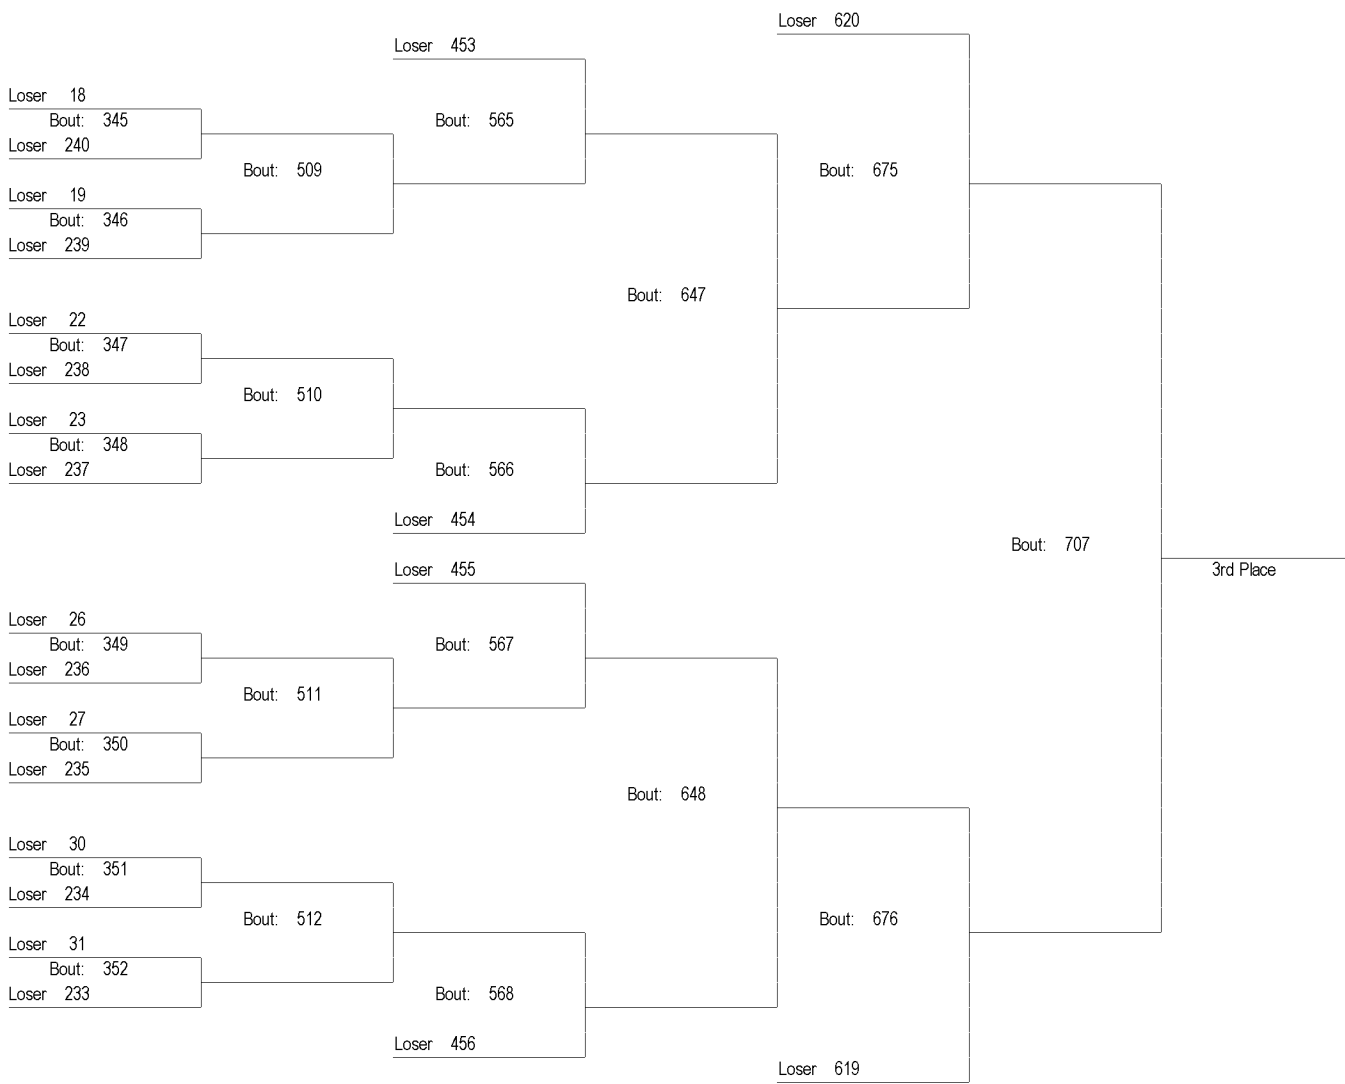 Loser 620
Loser 453
Loser 18
Bout: 345
Bout: 565
Loser 240
Bout: 509
Bout: 675
Loser 19
Bout: 346
Loser 239
Bout: 647
Loser 22
Bout: 347
Loser 238
Bout: 510
Loser 23
Bout: 348
Loser 237
Bout: 566
Loser 454
Bout: 707
Loser 455
3rd Place
Loser 26
Bout: 349
Bout: 567
Loser 236
Bout: 511
Loser 27
Bout: 350
Loser 235
Bout: 648
Loser 30
Bout: 351
Loser 234
Bout: 512
Bout: 676
Loser 31
Bout: 352
Loser 233
Bout: 568
Loser 456
Loser 619